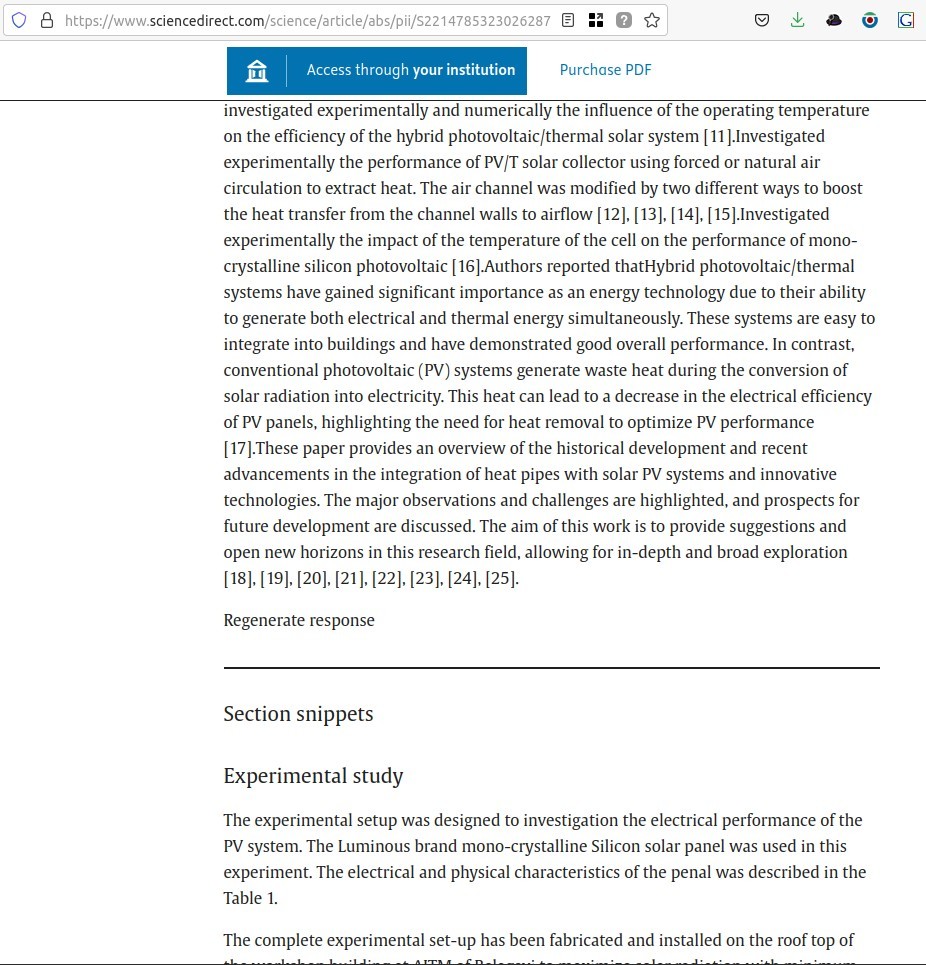 https://www.sciencedirect.com/science/article/abs/pii/S2214785323026287
Access through your institution
Purchase PDF
investigated experimentally and numerically the influence of the operating temperature
on the efficiency of the hybrid photovoltaic/thermal solar system [11].Investigated
experimentally the performance of PV/T solar collector using forced or natural air
circulation to extract heat. The air channel was modified by two different ways to boost
the heat transfer from the channel walls to airflow [12], [13], [14], [15].Investigated
experimentally the impact of the temperature of the cell on the performance of mono-
crystalline silicon photovoltaic [16].Authors reported thatHybrid photovoltaic/thermal
systems have gained significant importance as an energy technology due to their ability
to generate both electrical and thermal energy simultaneously. These systems are easy to
integrate into buildings and have demonstrated good overall performance. In contrast,
conventional photovoltaic (PV) systems generate waste heat during the conversion of
solar radiation into electricity. This heat can lead to a decrease in the electrical efficiency
of PV panels, highlighting the need for heat removal to optimize PV performance
[17].These paper provides an overview of the historical development and recent
advancements in the integration of heat pipes with solar PV systems and innovative
technologies. The major observations and challenges are highlighted, and prospects for
future development are discussed. The aim of this work is to provide suggestions and
open new horizons in this research field, allowing for in-depth and broad exploration
[18], [19], [20], [21], [22], [23], [24], [25].
Regenerate response
Section snippets
Experimental study
The experimental setup was designed to investigation the electrical performance of the
PV system. The Luminous brand mono-crystalline Silicon solar panel was used in this
experiment. The electrical and physical characteristics of the penal was described in the
Table 1.
The complete experimental set-up has been fabricated and installed on the roof top of
the workshop building at AITM of Belagavi to maximize solar radiation with minimum